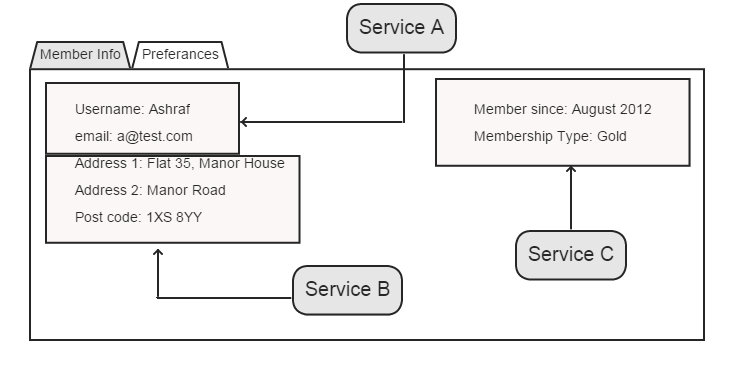 Service A
Member Info
Preferances
Username: Ashraf
email: a@test.com
Address 1: Flat 35, Manor House
Address 2: Manor Road
Post code: 1XS 8YY
Member since: August 2012
Membership Type: Gold
Service C
Service B